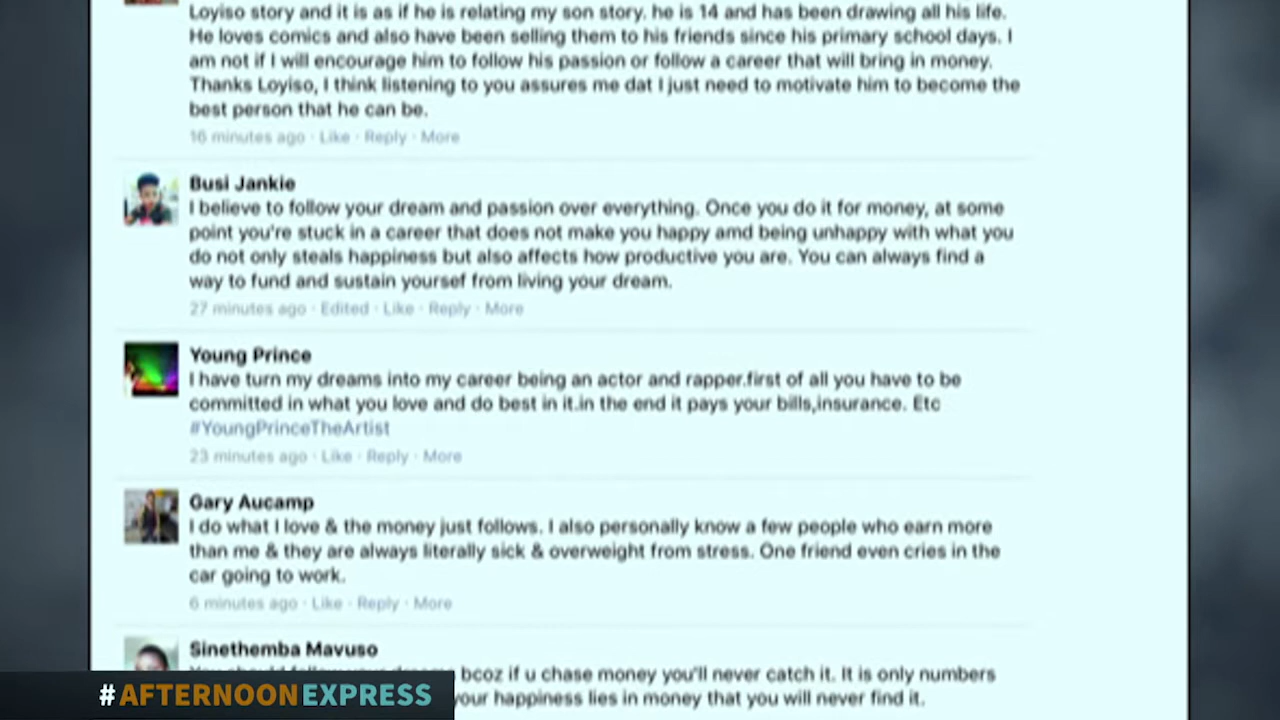 Loyiso story and it is as if he is relating my son story. he is 14 and has been drawing all his life.
He loves comics and also have been selling them to his friends since his primary school days. I
am not if I will encourage him to follow his passion or follow a career that will bring in money.
Thanks Loyiso, I think listening to you assures me dat I just need to motivate him to become the
best person that he can be.
16 minutes ago · Like · Reply · More
Busi Jankie
I believe to follow your dream and passion over everything. Once you do it for money, at some
point you're stuck in a career that does not make you happy amd being unhappy with what you
do not only steals happiness but also affects how productive you are. You can always find a
way to fund and sustain yoursef from living your dream.
27 minutes ago · Edited · Like · Reply · More
Young Prince
I have turn my dreams into my career being an actor and rapper.first of all you have to be
committed in what you love and do best in it.in the end it pays your bills,insurance. Etc
#YoungPrinceTheArtist
23 minutes ago · Like · Reply · More
Gary Aucamp
I do what I love & the money just follows. I also personally know a few people who earn more
than me & they are always literally sick & overweight from stress. One friend even cries in the
car going to work.
6 minutes ago · Like · Reply · More
Sinethemba Mavuso
bcoz if u chase money you'll never catch it. It is only numbers
your happiness lies in money that you will never find it.
#AFTERNOONEXPRESS